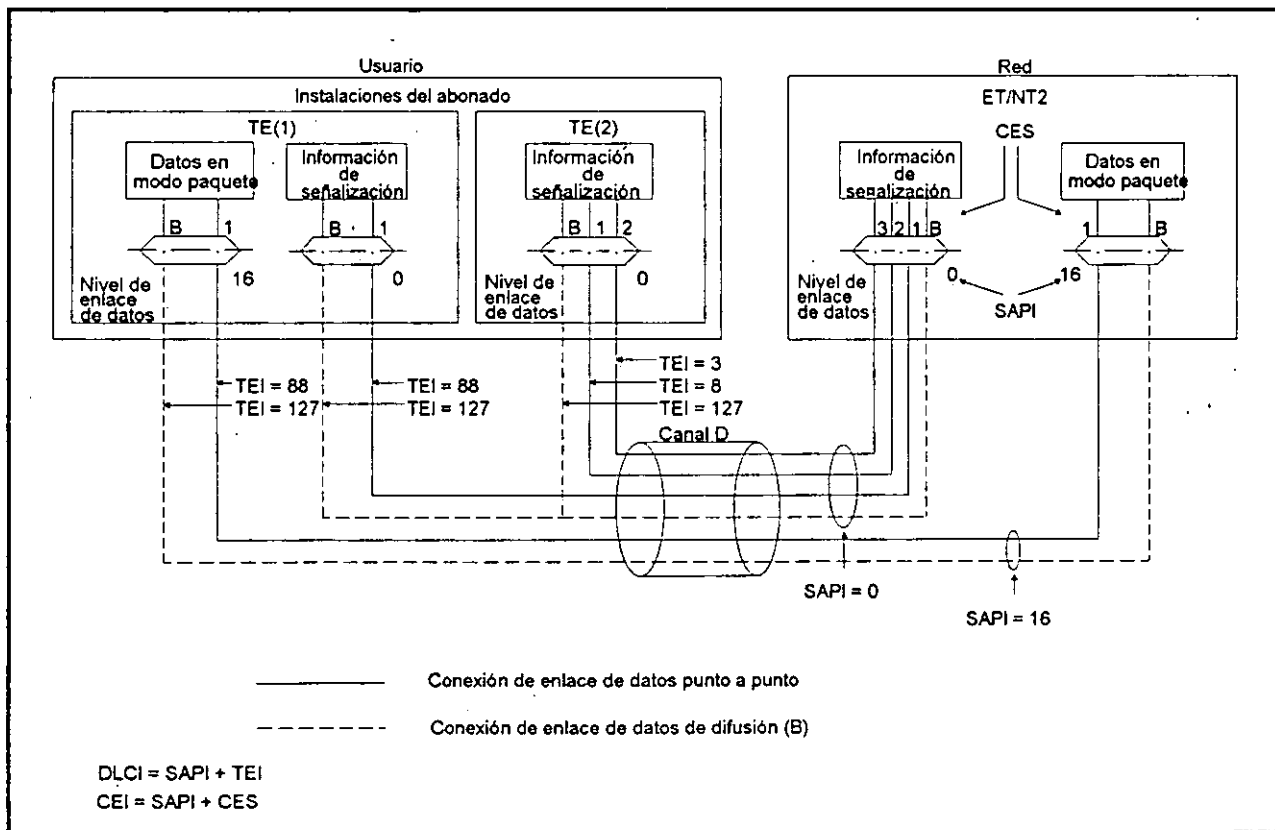 Usuario
Red
Instalaciones del abonado
ET/NT2
TE(1)
TE(2)
CES
Datos en
modo paquete
Información
de
señalización
Información
de
señalización
Información
de
señalización
Datos en
modo paquete
B 1
B 1
B 1 2
3 2 1 B
1 B
16
0
0
0
16
Nivel de
enlace
de datos
Nivel de
enlace
de datos
Nivel de
enlace
de datos
SAPI
TEI = 88
TEI = 127
TEI = 88
TEI = 127
TEI = 3
TEI = 8
TEI = 127
Canal D
SAPI = 0
SAPI = 16
Conexión de enlace de datos punto a punto
Conexión de enlace de datos de difusión (B)
DLCI = SAPI + TEI
CEI = SAPI + CES